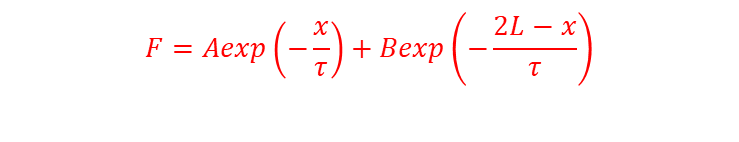 F = Aexp(−x/τ) + Bexp(−(2L − x)/τ)